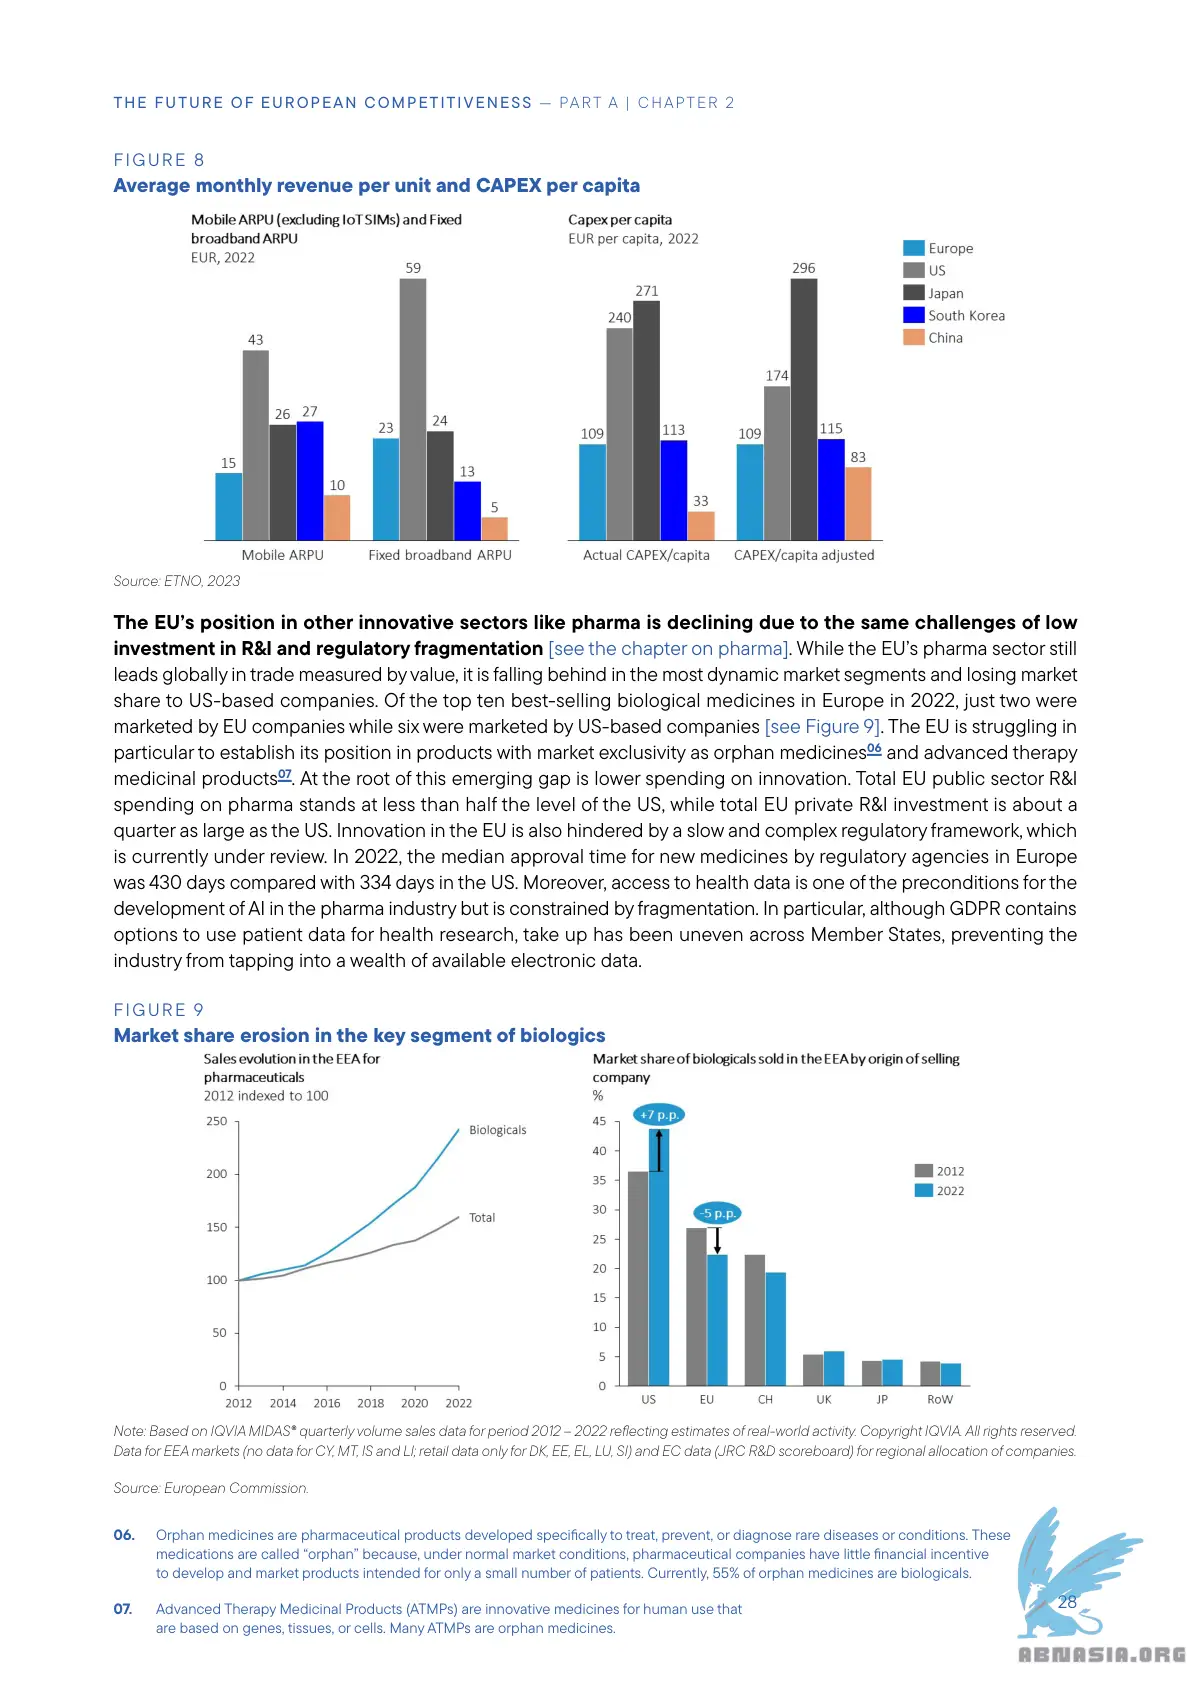 THE FUTURE OF EUROPEAN COMPETITIVENESS — PART A | CHAPTER 2
FIGURE 8
Average monthly revenue per unit and CAPEX per capita
Mobile ARPU (excluding IoT SIMs) and Fixed
broadband ARPU
EUR, 2022
15
43
26
27
10
23
59
24
13
5
Mobile ARPU
Fixed broadband ARPU
Capex per capita
EUR per capita, 2022
109
240
271
113
33
109
174
296
115
83
Actual CAPEX/capita
CAPEX/capita adjusted
Europe
US
Japan
South Korea
China
Source: ETNO, 2023
The EU’s position in other innovative sectors like pharma is declining due to the same challenges of low
investment in R&I and regulatory fragmentation [see the chapter on pharma]. While the EU’s pharma sector still
leads globally in trade measured by value, it is falling behind in the most dynamic market segments and losing market
share to US-based companies. Of the top ten best-selling biological medicines in Europe in 2022, just two were
marketed by EU companies while six were marketed by US-based companies [see Figure 9]. The EU is struggling in
particular to establish its position in products with market exclusivity as orphan medicines06 and advanced therapy
medicinal products07. At the root of this emerging gap is lower spending on innovation. Total EU public sector R&I
spending on pharma stands at less than half the level of the US, while total EU private R&I investment is about a
quarter as large as the US. Innovation in the EU is also hindered by a slow and complex regulatory framework, which
is currently under review. In 2022, the median approval time for new medicines by regulatory agencies in Europe
was 430 days compared with 334 days in the US. Moreover, access to health data is one of the preconditions for the
development of AI in the pharma industry but is constrained by fragmentation. In particular, although GDPR contains
options to use patient data for health research, take up has been uneven across Member States, preventing the
industry from tapping into a wealth of available electronic data.
FIGURE 9
Market share erosion in the key segment of biologics
Sales evolution in the EEA for
pharmaceuticals
2012 indexed to 100
250
200
150
100
50
0
2012 2014 2016 2018 2020 2022
Biologicals
Total
Market share of biologicals sold in the EEA by origin of selling
company
%
45
40
35
30
25
20
15
10
5
0
+7 p.p.
-5 p.p.
US EU CH UK JP RoW
2012
2022
Note: Based on IQVIA MIDAS® quarterly volume sales data for period 2012 – 2022 reflecting estimates of real-world activity. Copyright IQVIA. All rights reserved.
Data for EEA markets (no data for CY, MT, IS and LI; retail data only for DK, EE, EL, LU, SI) and EC data (JRC R&D scoreboard) for regional allocation of companies.
Source: European Commission.
06. Orphan medicines are pharmaceutical products developed specifically to treat, prevent, or diagnose rare diseases or conditions. These
medications are called “orphan” because, under normal market conditions, pharmaceutical companies have little financial incentive
to develop and market products intended for only a small number of patients. Currently, 55% of orphan medicines are biologicals.
07. Advanced Therapy Medicinal Products (ATMPs) are innovative medicines for human use that
are based on genes, tissues, or cells. Many ATMPs are orphan medicines.
28
ABNASIA.ORG